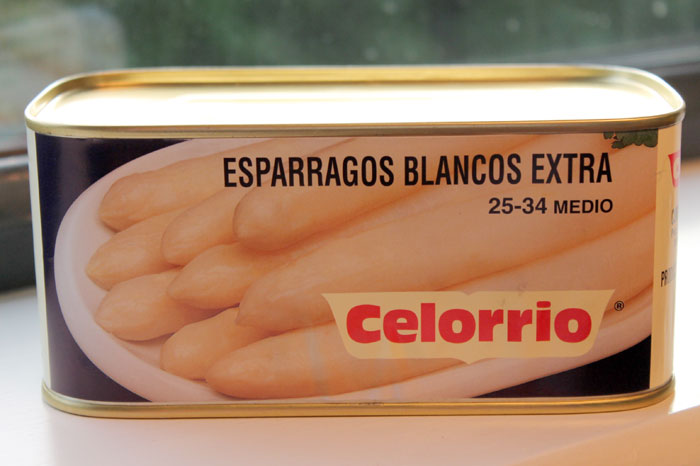 ESPARRAGOS BLANCOS EXTRA
25-34 MEDIO
Celorrio®